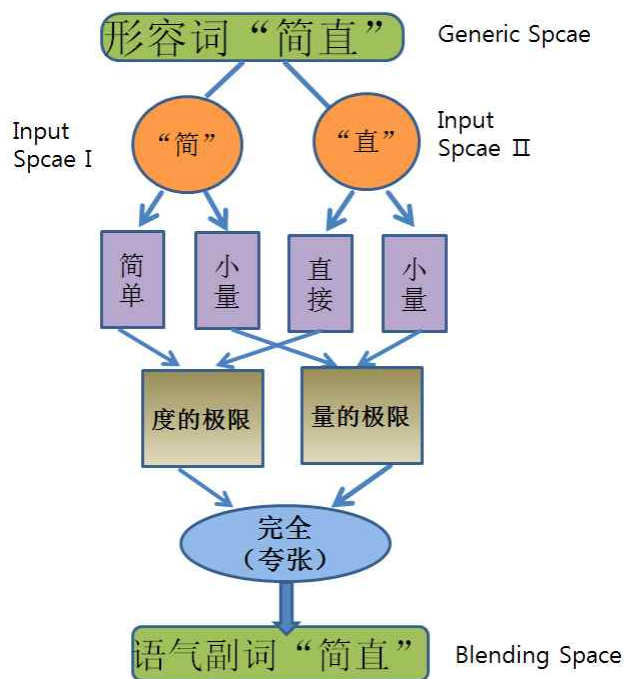 形容词“简直”
Generic Spcae
Input
Spcae I
“简”
“直”
Input
Spcae Ⅱ
简
单
小
量
直
接
小
量
度的极限
量的极限
完全
（夸张）
语气副词“简直”
Blending Space